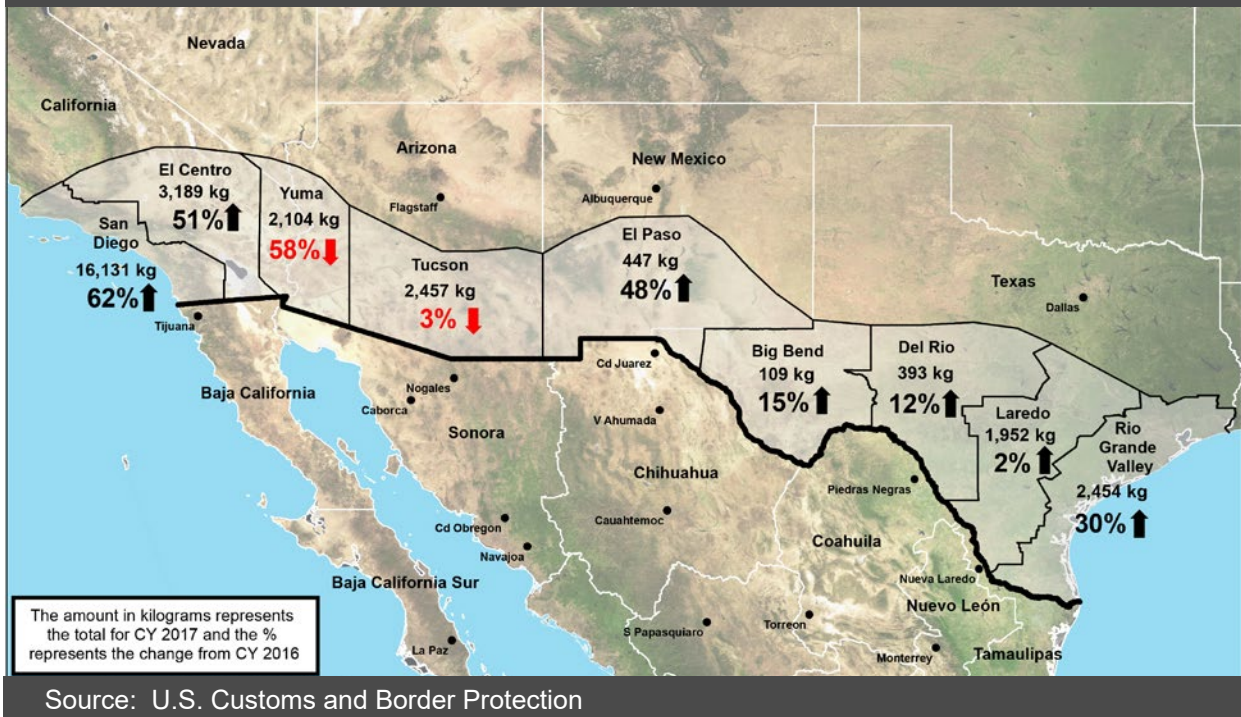 Nevada
California
Arizona
New Mexico
Flagstaff
Albuquerque
Texas
Dallas
El Centro
3,189 kg
51%
Yuma
2,104 kg
58%
San
Diego
16,131 kg
62%
Tucson
2,457 kg
3%
El Paso
447 kg
48%
Big Bend
109 kg
15%
Del Rio
393 kg
12%
Laredo
1,952 kg
2%
Rio
Grande
Valley
2,454 kg
30%
Tijuana
Baja California
Nogales
Caborca
Sonora
Cd Juarez
V Ahumada
Chihuahua
Cauahtemoc
Piedras Negras
Coahuila
Cd Obregon
Navajoa
Baja California Sur
Nueva Laredo
Nuevo León
S Papasquiaro
Torreon
Monterrey
Tamaulipas
La Paz
The amount in kilograms represents
the total for CY 2017 and the %
represents the change from CY 2016
Source: U.S. Customs and Border Protection